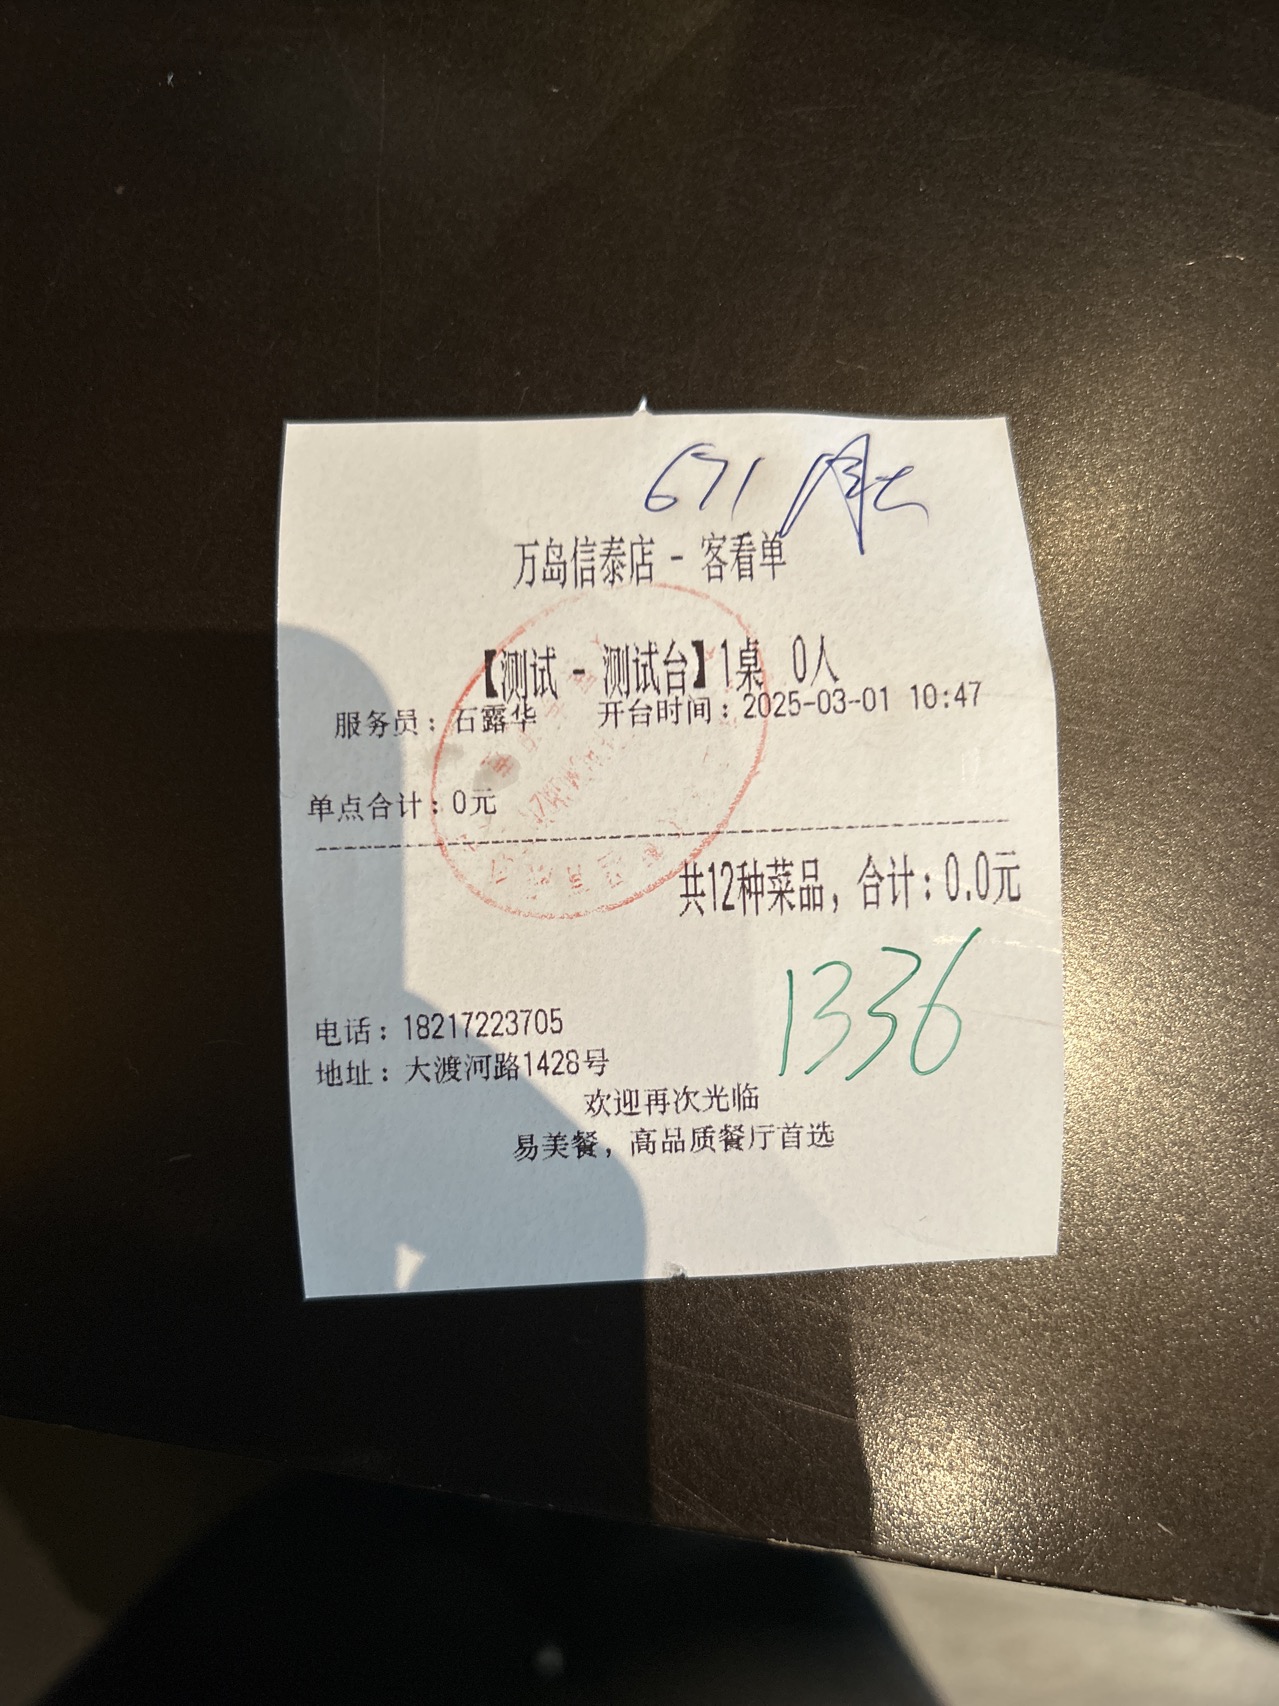 671
万岛信泰店 - 客看单
【测试 - 测试台】1桌 0人
服务员：石露华 开台时间：2025-03-01 10:47
单点合计：0元
共12种菜品，合计：0.0元
1336
电话：18217223705
地址：大渡河路1428号
欢迎再次光临
易美餐，高品质餐厅首选